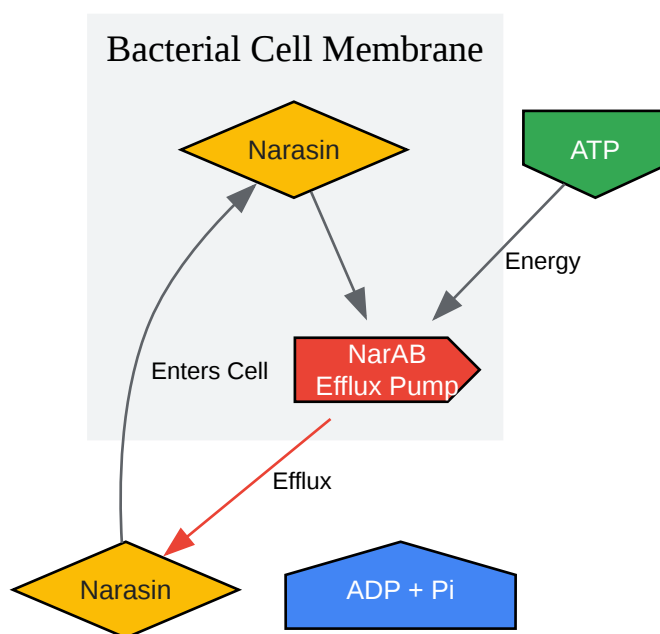 Bacterial Cell Membrane
Narasin
ATP
Energy
NarAB
Efflux Pump
Enters Cell
Efflux
Narasin
ADP + Pi